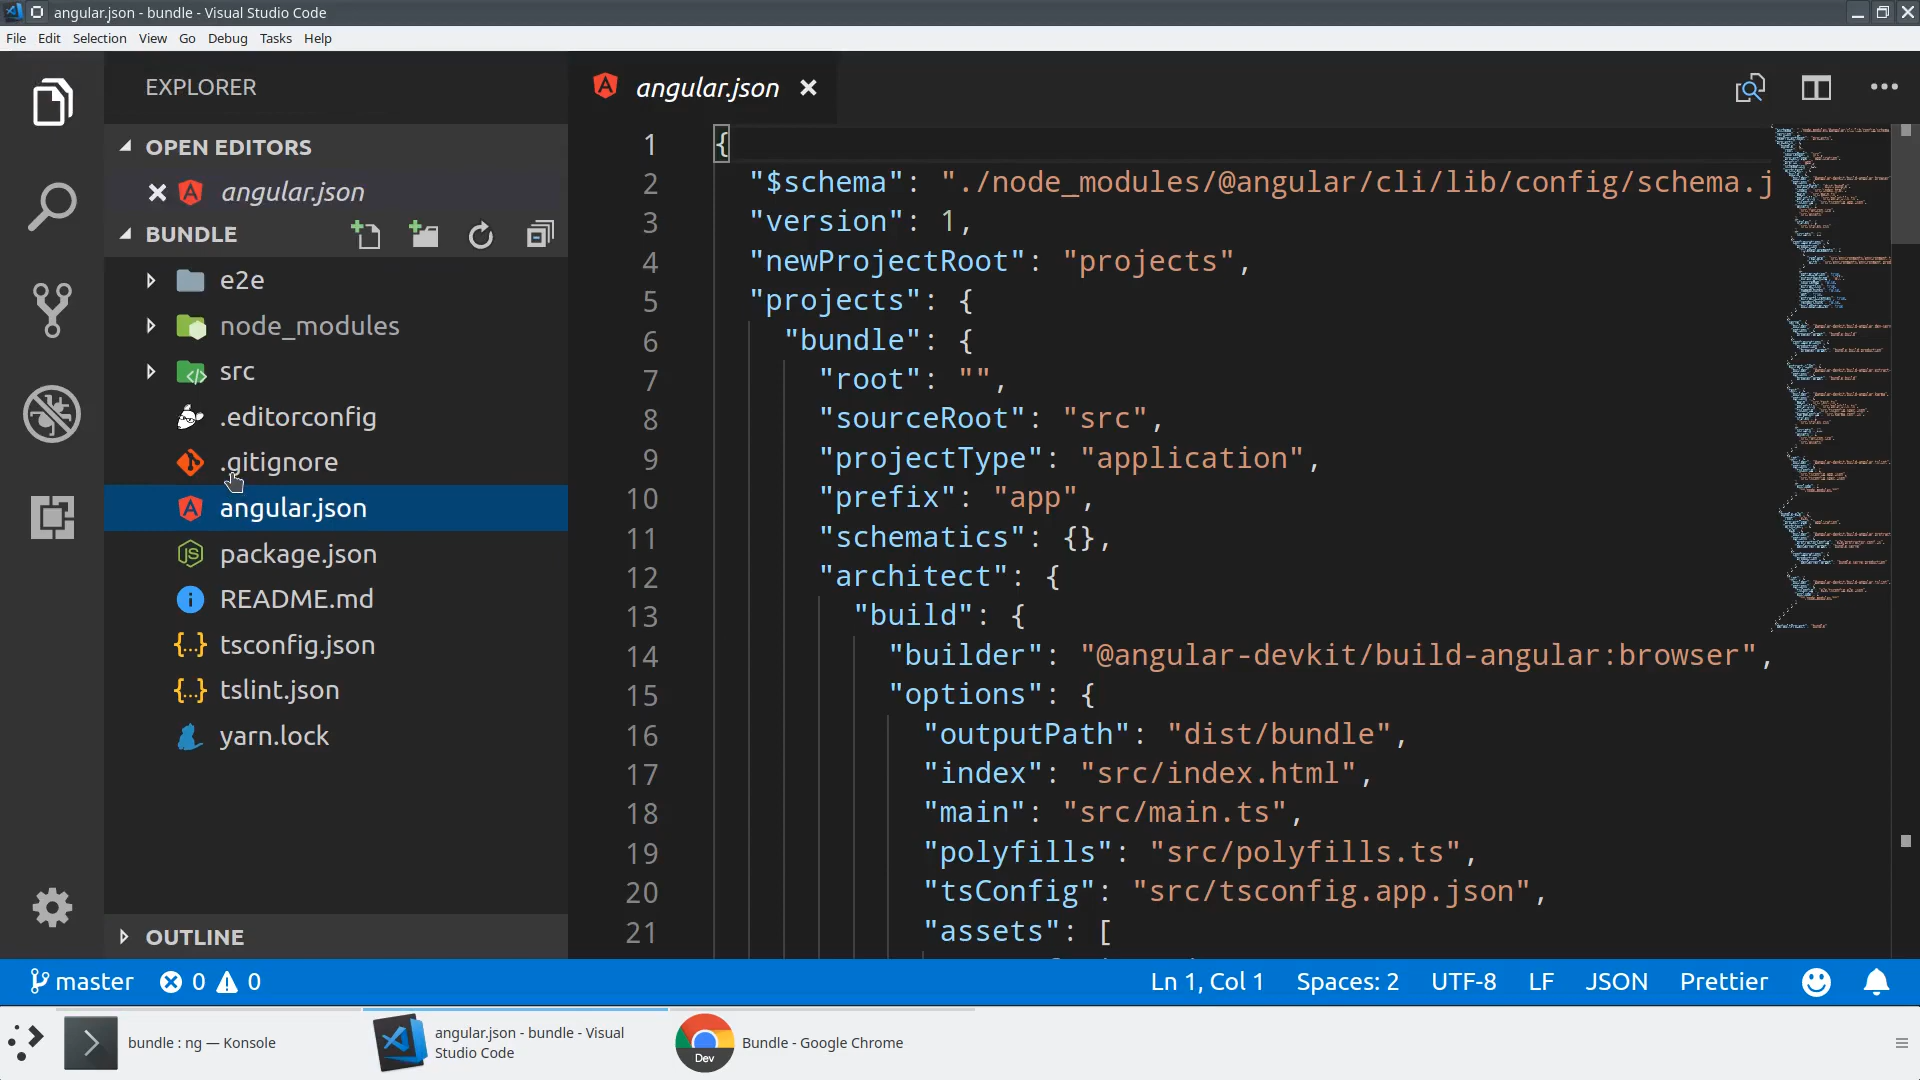 angular.json - bundle - Visual Studio Code
File Edit Selection View Go Debug Tasks Help
EXPLORER
OPEN EDITORS
angular.json
BUNDLE
e2e
node_modules
src
.editorconfig
.gitignore
angular.json
package.json
README.md
tsconfig.json
tslint.json
yarn.lock
OUTLINE
angular.json
1 {
2 "$schema": "./node_modules/@angular/cli/lib/config/schema.j
3 "version": 1,
4 "newProjectRoot": "projects",
5 "projects": {
6 "bundle": {
7 "root": "",
8 "sourceRoot": "src",
9 "projectType": "application",
10 "prefix": "app",
11 "schematics": {},
12 "architect": {
13 "build": {
14 "builder": "@angular-devkit/build-angular:browser",
15 "options": {
16 "outputPath": "dist/bundle",
17 "index": "src/index.html",
18 "main": "src/main.ts",
19 "polyfills": "src/polyfills.ts",
20 "tsConfig": "src/tsconfig.app.json",
21 "assets": [
master 0 0 Ln 1, Col 1 Spaces: 2 UTF-8 LF JSON Prettier
bundle : ng — Konsole
angular.json - bundle - Visual
Studio Code
Dev
Bundle - Google Chrome